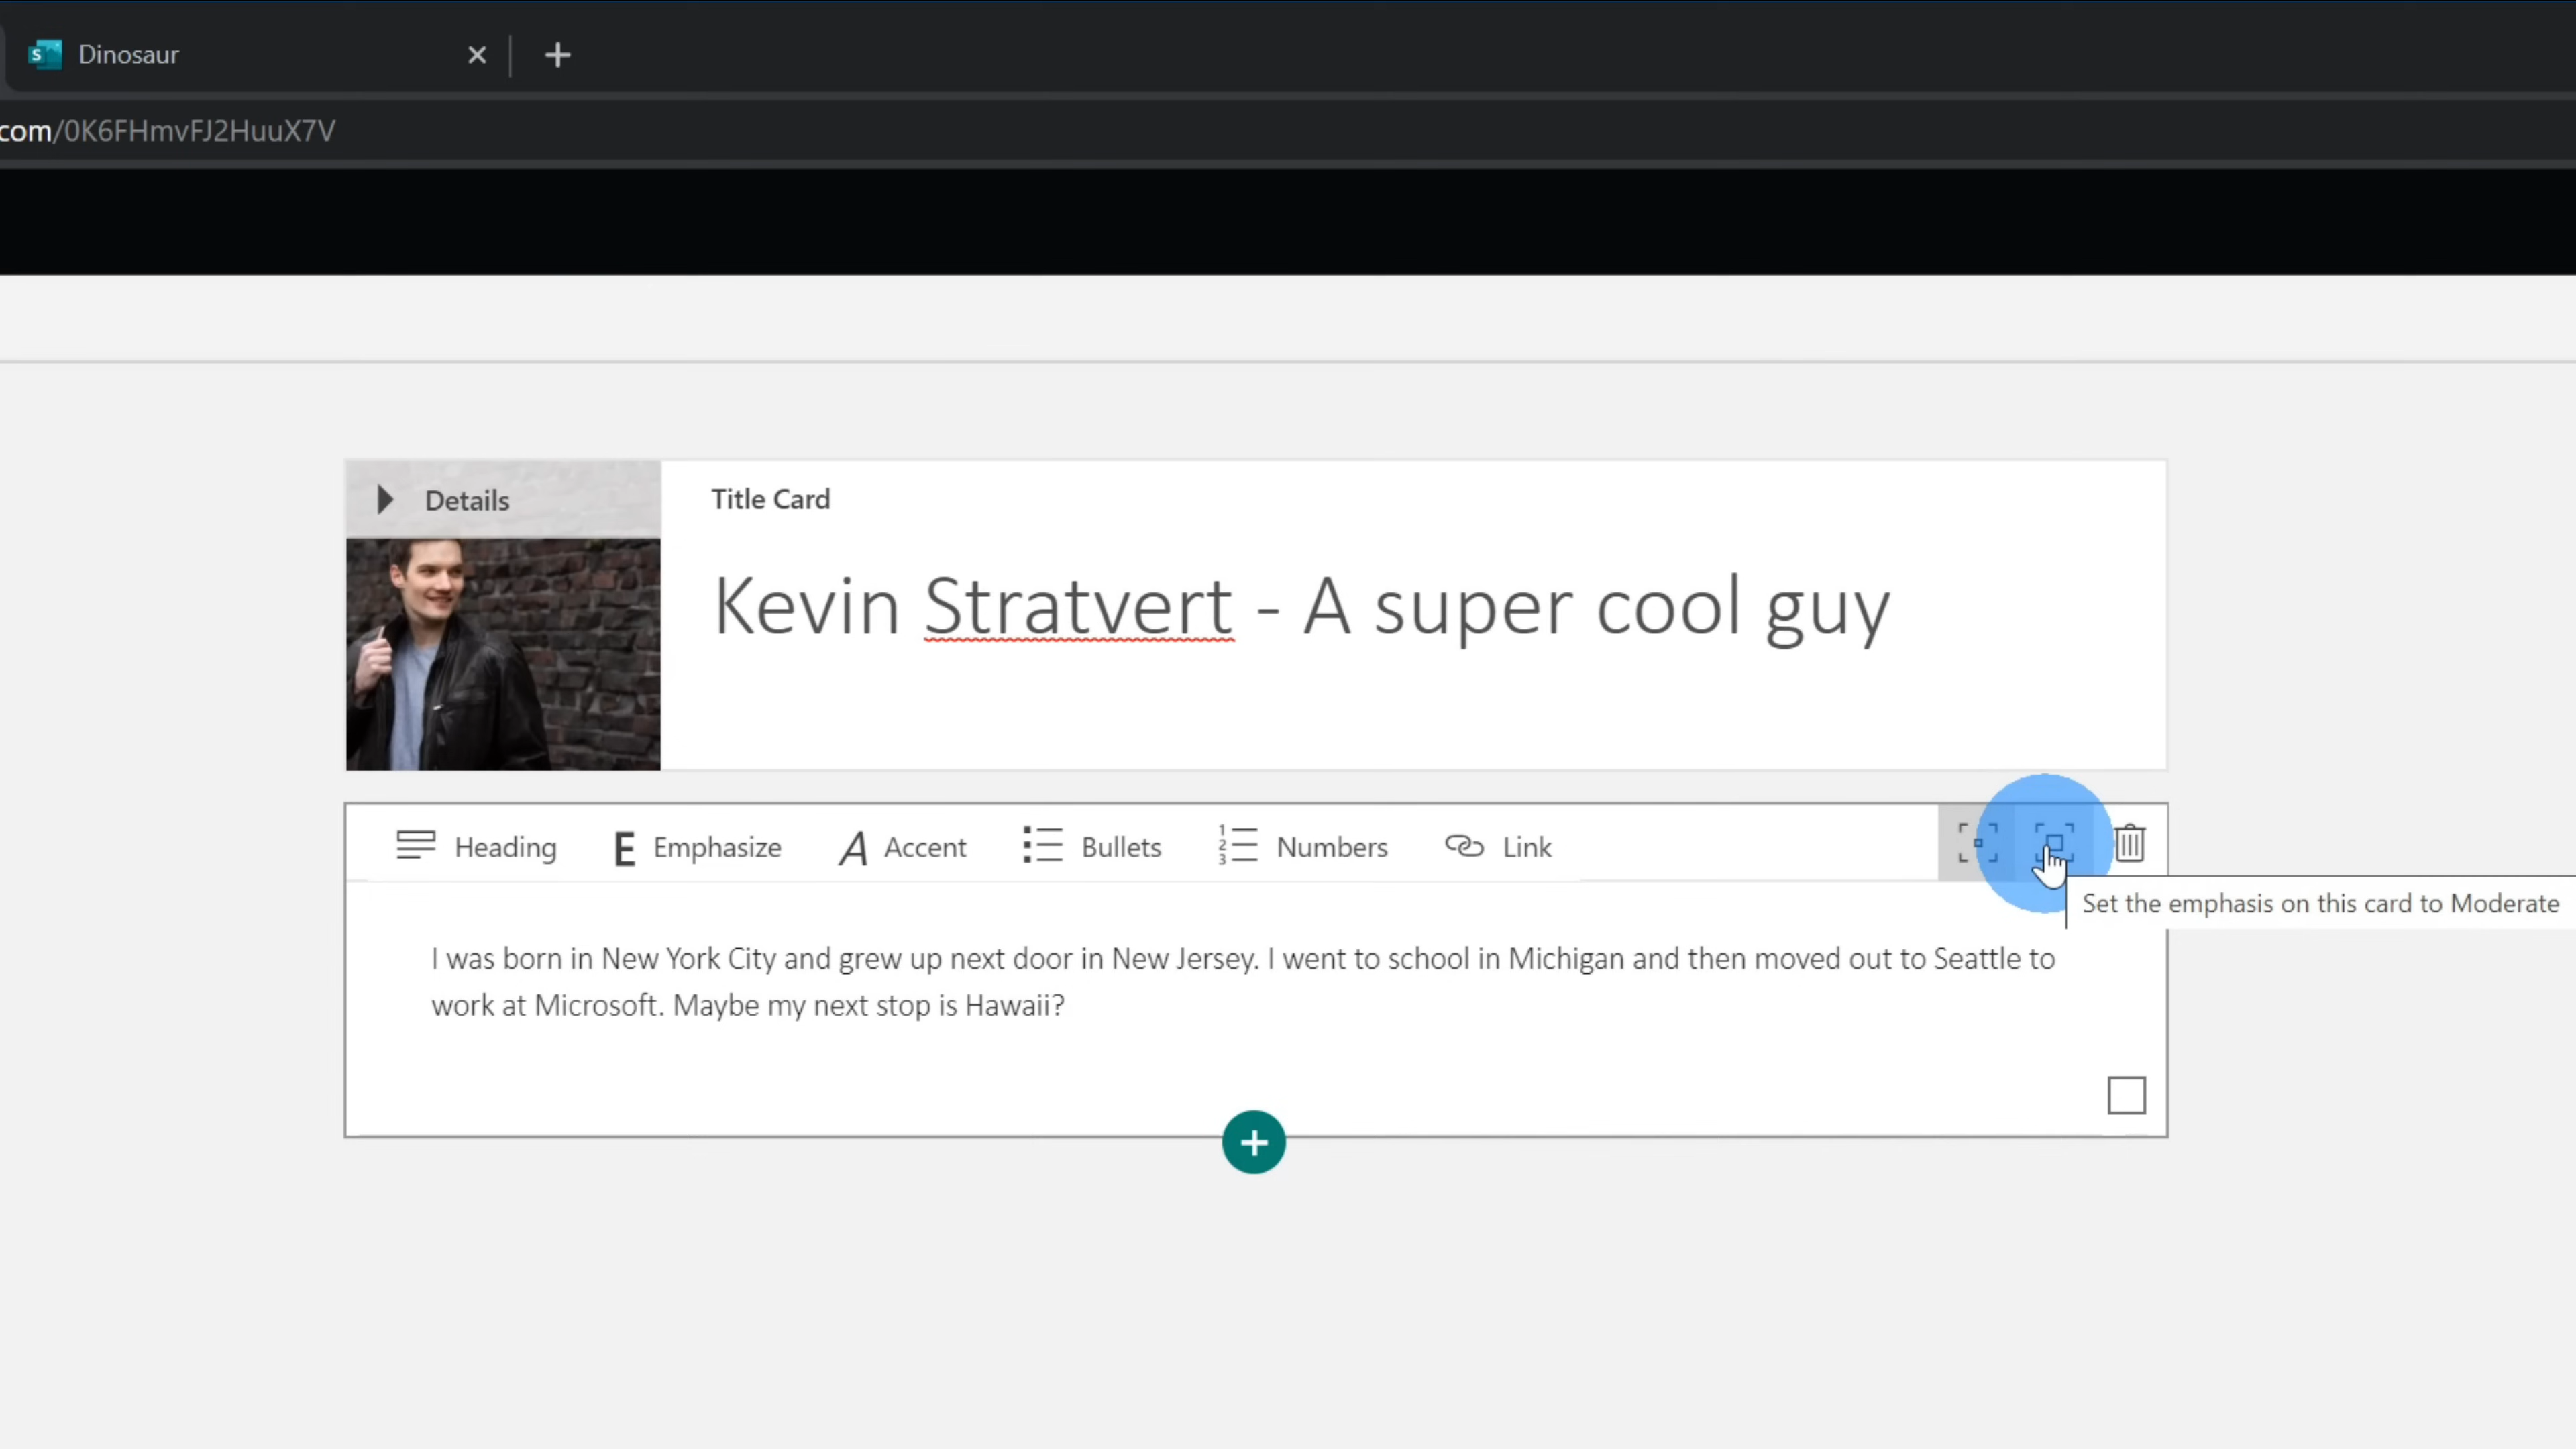 Dinosaur
com/0K6FHmvFJ2HuuX7V
Details
Title Card
Kevin Stratvert - A super cool guy
Heading
E Emphasize
A Accent
Bullets
Numbers
Link
Set the emphasis on this card to Moderate
I was born in New York City and grew up next door in New Jersey. I went to school in Michigan and then moved out to Seattle to
work at Microsoft. Maybe my next stop is Hawaii?